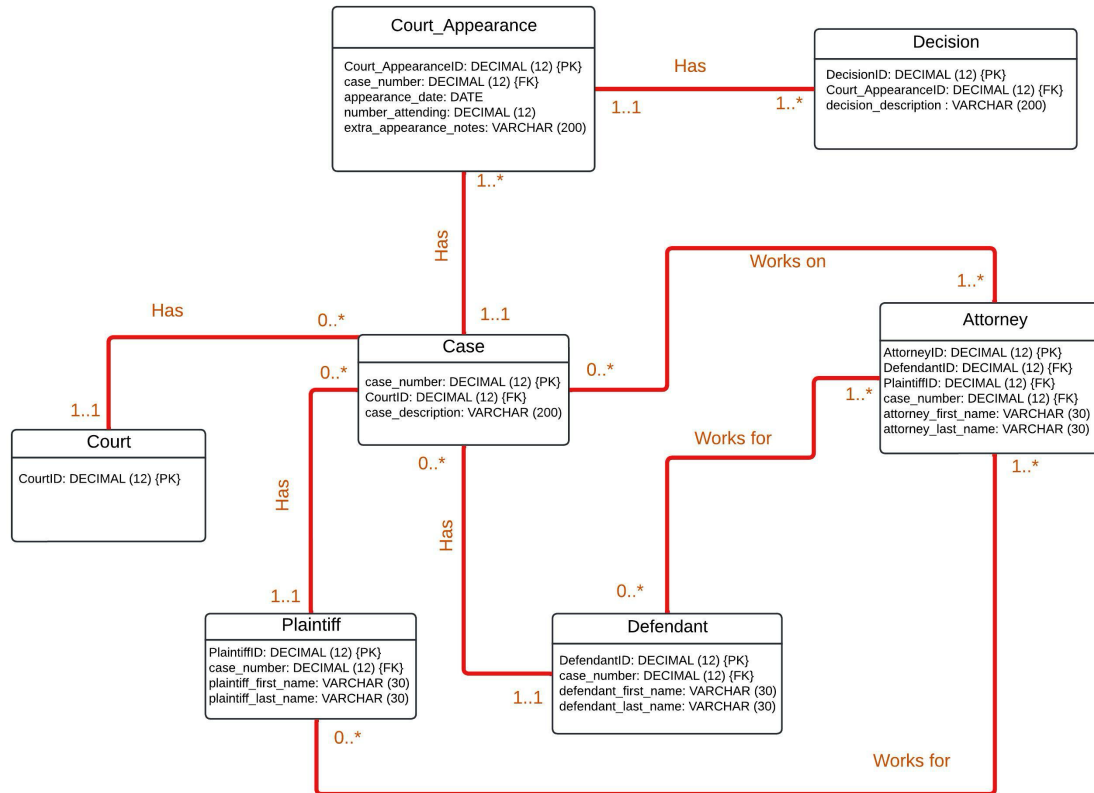 Court_Appearance
Court_AppearanceID: DECIMAL (12) {PK}
case_number: DECIMAL (12) {FK}
appearance_date: DATE
number_attending: DECIMAL (12)
extra_appearance_notes: VARCHAR (200)
Has
1..1
1..*
Decision
DecisionID: DECIMAL (12) {PK}
Court_AppearanceID: DECIMAL (12) {FK}
decision_description : VARCHAR (200)
1..*
Has
1..1
Works on
1..*
0..*
Has
0..*
1..1
Case
case_number: DECIMAL (12) {PK}
CourtID: DECIMAL (12) {FK}
case_description: VARCHAR (200)
Attorney
AttorneyID: DECIMAL (12) {PK}
DefendantID: DECIMAL (12) {FK}
PlaintiffID: DECIMAL (12) {FK}
case_number: DECIMAL (12) {FK}
attorney_first_name: VARCHAR (30)
attorney_last_name: VARCHAR (30)
Court
CourtID: DECIMAL (12) {PK}
0..*
Has
1..1
0..*
Has
1..1
1..*
Works for
0..*
1..*
Plaintiff
PlaintiffID: DECIMAL (12) {PK}
case_number: DECIMAL (12) {FK}
plaintiff_first_name: VARCHAR (30)
plaintiff_last_name: VARCHAR (30)
Defendant
DefendantID: DECIMAL (12) {PK}
case_number: DECIMAL (12) {FK}
defendant_first_name: VARCHAR (30)
defendant_last_name: VARCHAR (30)
0..*
Works for